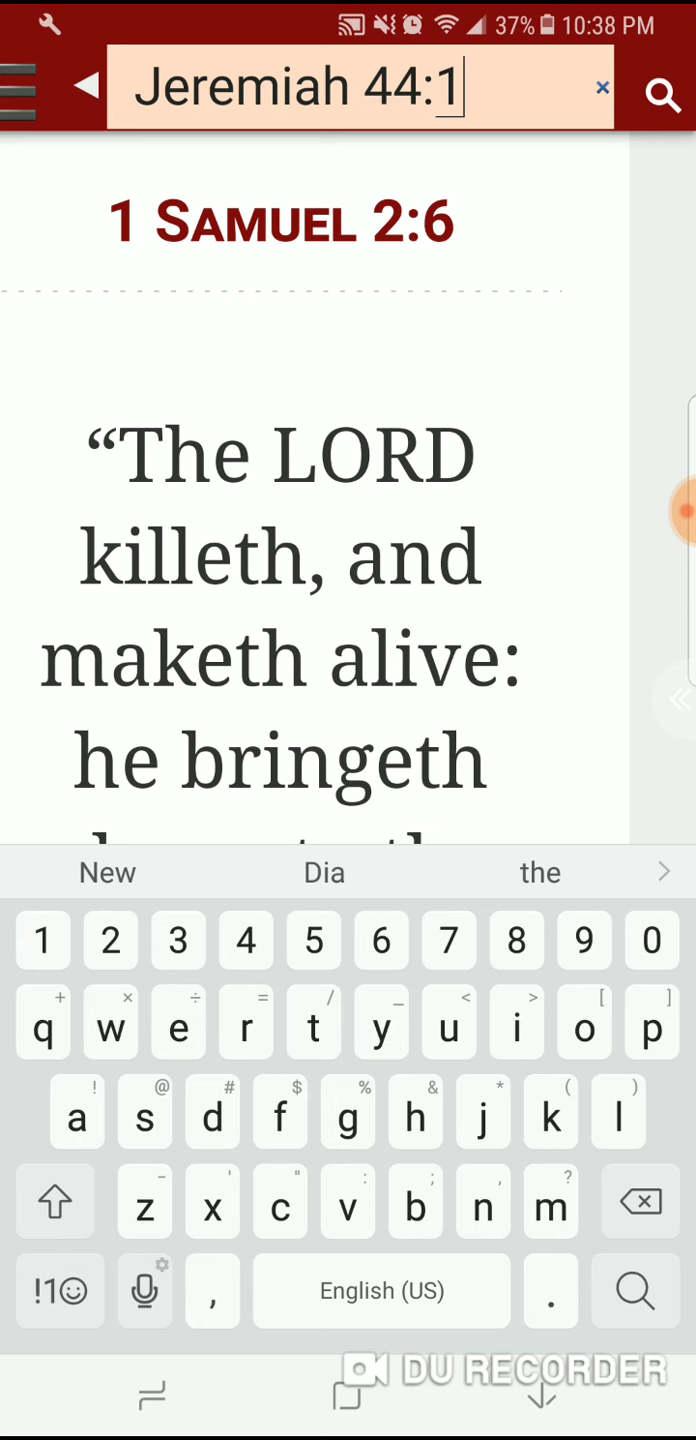 37% 10:38 PM
Jeremiah 44:1
1 SAMUEL 2:6
“The LORD
killeth, and
maketh alive:
he bringeth
New Dia the
1 2 3 4 5 6 7 8 9 0
+ × ÷ = / _ < > [ ]
q w e r t y u i o p
! @ # $ % & * ( )
a s d f g h j k l
- ' " : ; , ?
z x c v b n m
!1☺ , English (US) .
DU RECORDER